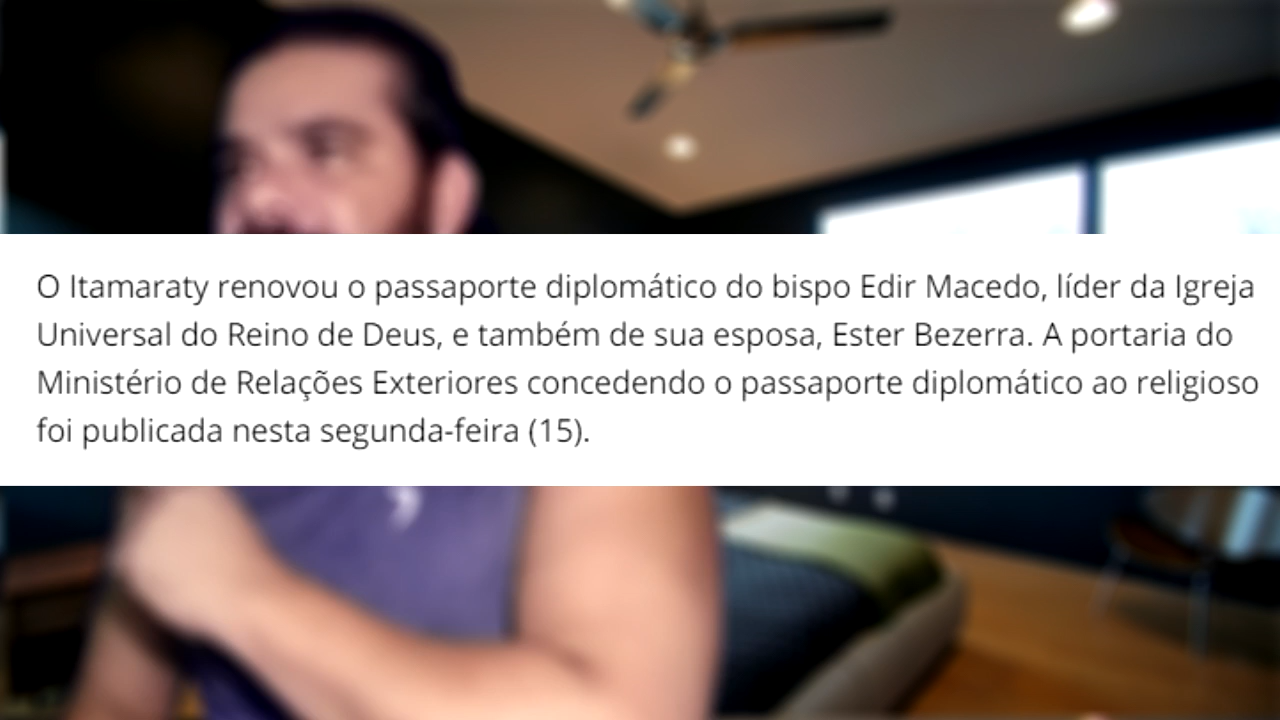 O Itamaraty renovou o passaporte diplomático do bispo Edir Macedo, líder da Igreja
Universal do Reino de Deus, e também de sua esposa, Ester Bezerra. A portaria do
Ministério de Relações Exteriores concedendo o passaporte diplomático ao religioso
foi publicada nesta segunda-feira (15).